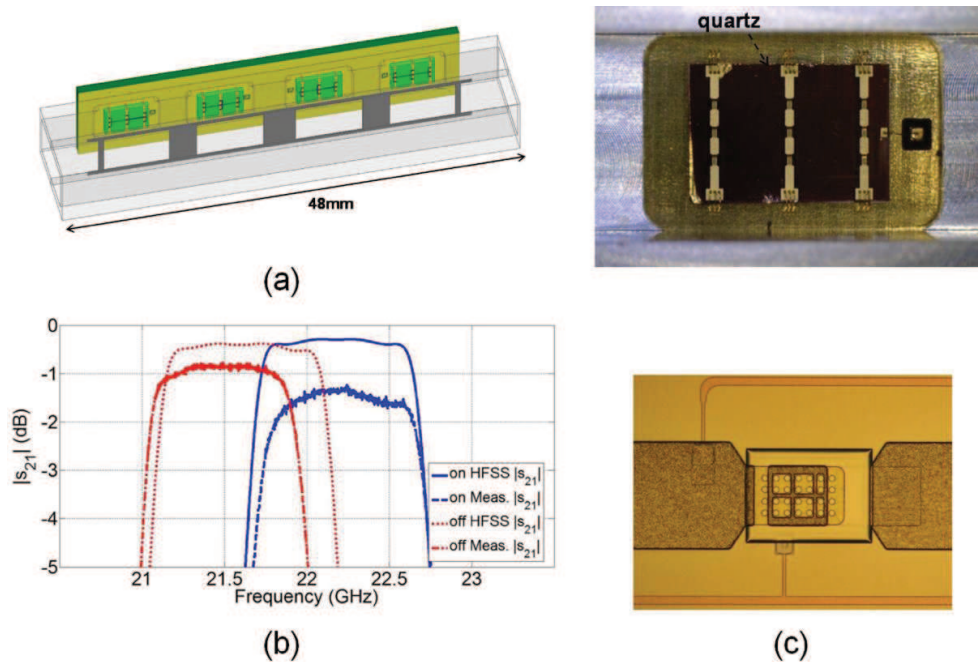 quartz
48mm
(a)
0
-1
-2
-3
-4
-5
|s21| (dB)
on HFSS |s21|
on Meas. |s21|
off HFSS |s21|
off Meas. |s21|
21
21.5
22
22.5
23
Frequency (GHz)
(b)
(c)